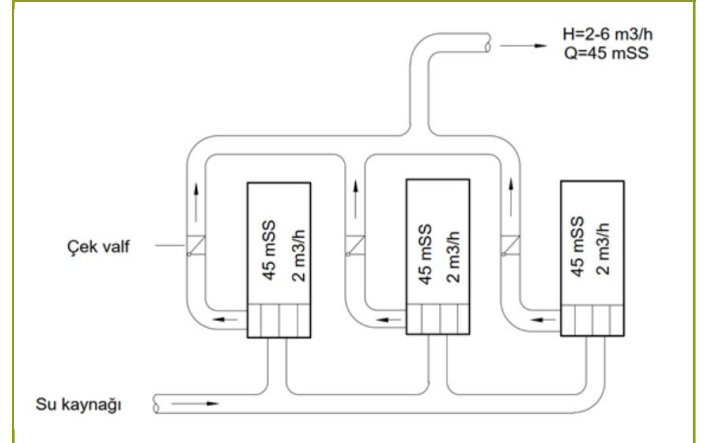 H=2-6 m3/h
Q=45 mSS
Çek valf
45 mSS
2 m3/h
45 mSS
2 m3/h
45 mSS
2 m3/h
Su kaynağı